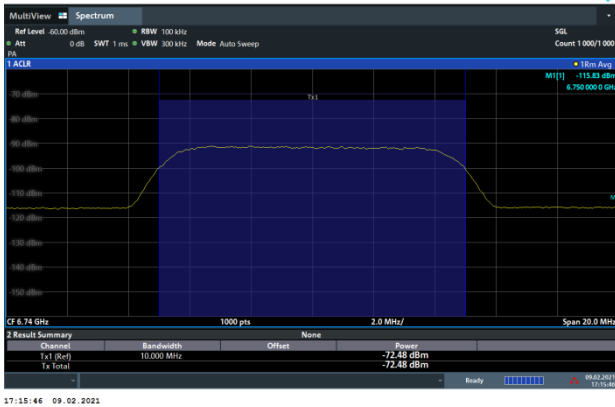 MultiView Spectrum
Ref Level -60.00 dBm RBW 100 kHz SGL
Att 0 dB SWT 1 ms VBW 300 kHz Mode Auto Sweep Count 1000/1000
PA
1 ACLR 1Rm Avg
M1[1] -115.83 dBm
6.750 000 0 GHz
-70 dBm
Tx1
-80 dBm
-90 dBm
-100 dBm
-110 dBm
M
-120 dBm
-130 dBm
-140 dBm
-150 dBm
CF 6.74 GHz 1000 pts 2.0 MHz/ Span 20.0 MHz
2 Result Summary None
Channel Bandwidth Offset Power
Tx1 (Ref) 10.000 MHz -72.48 dBm
Tx Total -72.48 dBm
Ready 09.02.2021
17:15:46
17:15:46 09.02.2021